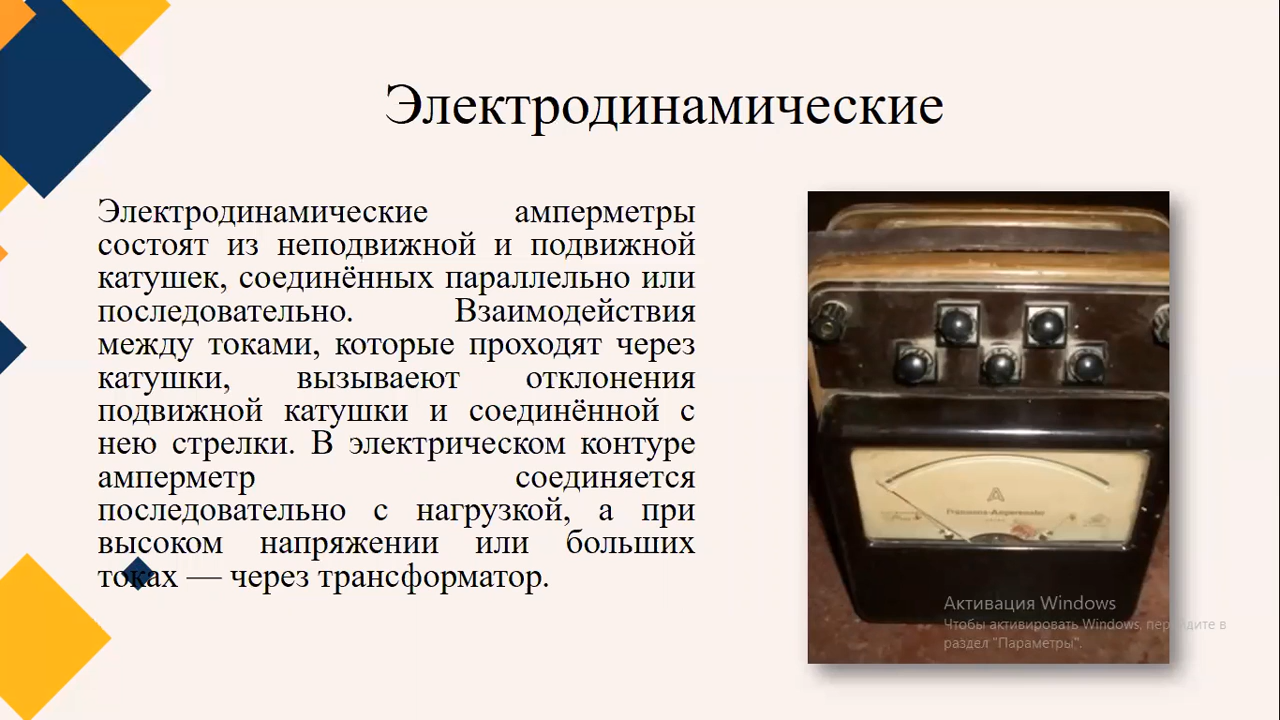 Электродинамические
Электродинамические амперметры
состоят из неподвижной и подвижной
катушек, соединённых параллельно или
последовательно. Взаимодействия
между токами, которые проходят через
катушки, вызываеют отклонения
подвижной катушки и соединённой с
нею стрелки. В электрическом контуре
амперметр соединяется
последовательно с нагрузкой, а при
высоком напряжении или больших
токах — через трансформатор.
A
Активация Windows
Чтобы активировать Windows, перейдите в
раздел "Параметры".